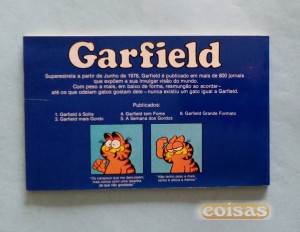 Garfield
Superestrela a partir de Junho de 1978, Garfield é publicado em mais de 800 jornais
que expõem a sua invulgar visão do mundo.
Com peso a mais, em baixo de forma, resmungão ao acordar–
até os que odeiam gatos gostam dele – nunca existiu um gato igual a Garfield.
Publicados:
1. Garfield à Solta
2. Garfield mais Gordo
4. Garfield tem Fome
5. A Semana dos Gordos
6. Garfield Grande Formato
coisas